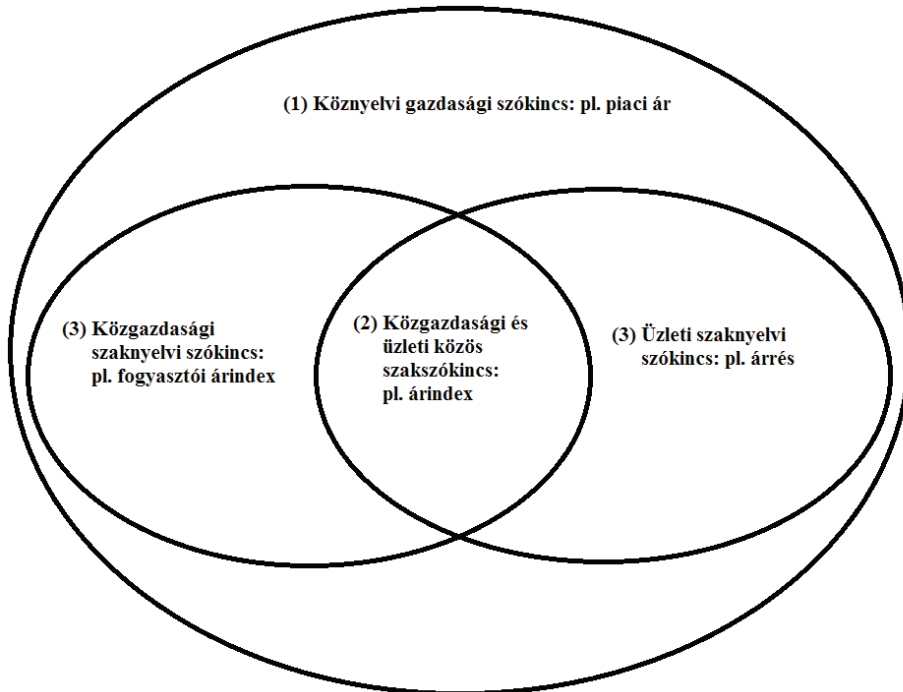 (1) Köznyelvi gazdasági szókincs: pl. piaci ár
(3) Közgazdasági
szaknyelvi szókincs:
pl. fogyasztói árindex
(2) Közgazdasági és
üzleti közös
szakszókincs:
pl. árindex
(3) Üzleti szaknyelvi
szókincs: pl. árrés